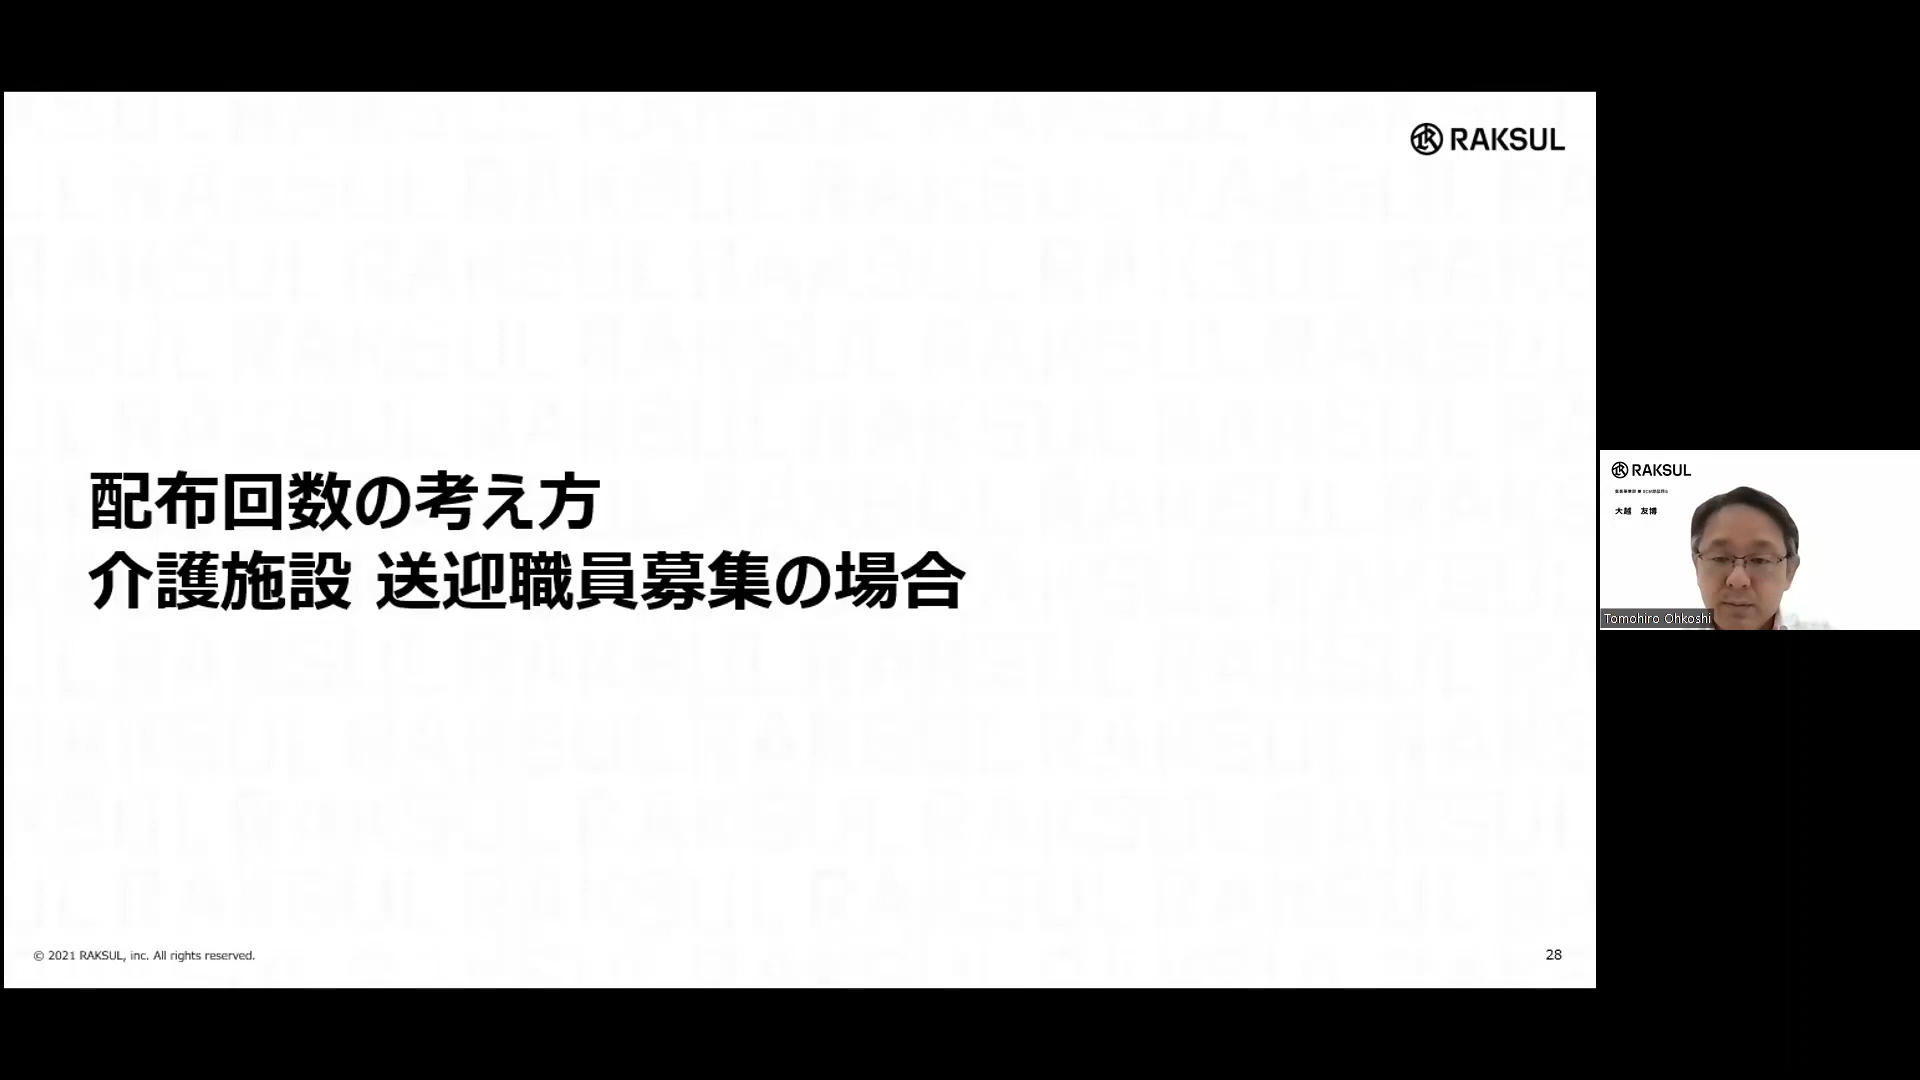 RAKSUL
配布回数の考え方
介護施設 送迎職員募集の場合
© 2021 RAKSUL, inc. All rights reserved.
28
RAKSUL
大越 友博
Tomohiro Ohkoshi